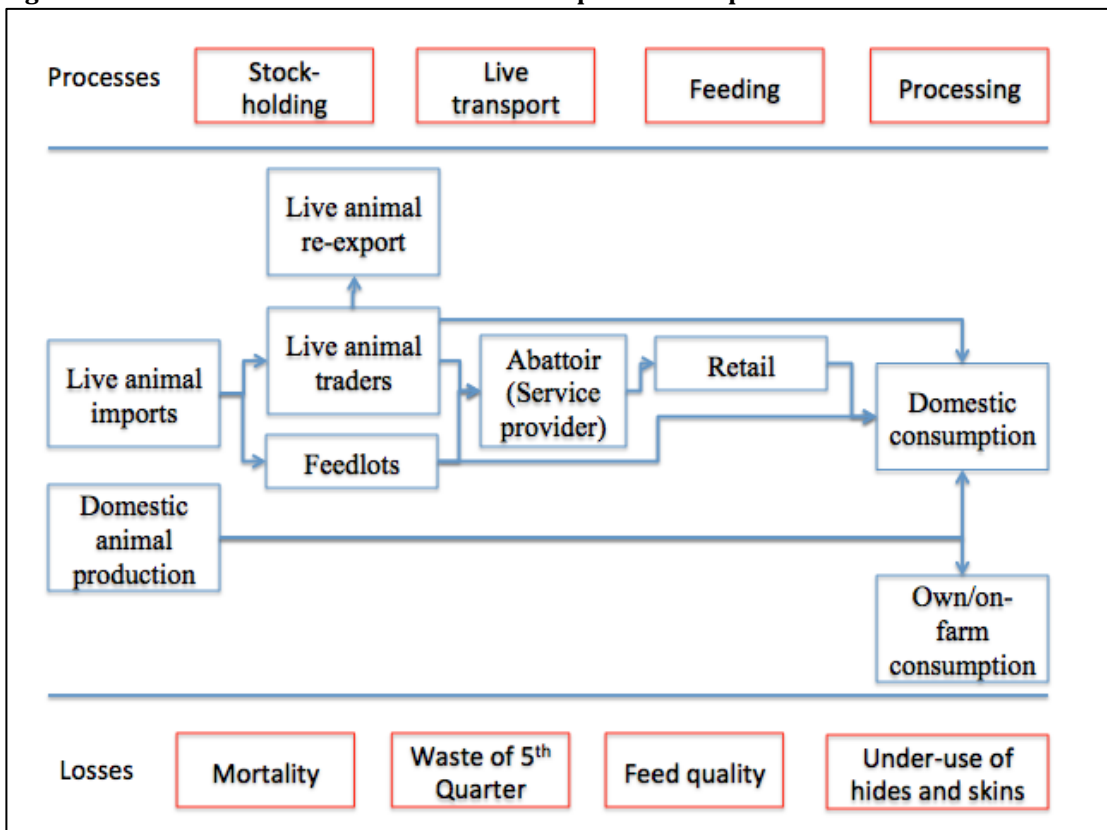 Processes
Stock-
holding
Live
transport
Feeding
Processing
Live animal
re-export
Live animal
imports
Live animal
traders
Feedlots
Abattoir
(Service
provider)
Retail
Domestic
consumption
Domestic
animal
production
Own/on-
farm
consumption
Losses
Mortality
Waste of 5th
Quarter
Feed quality
Under-use of
hides and skins